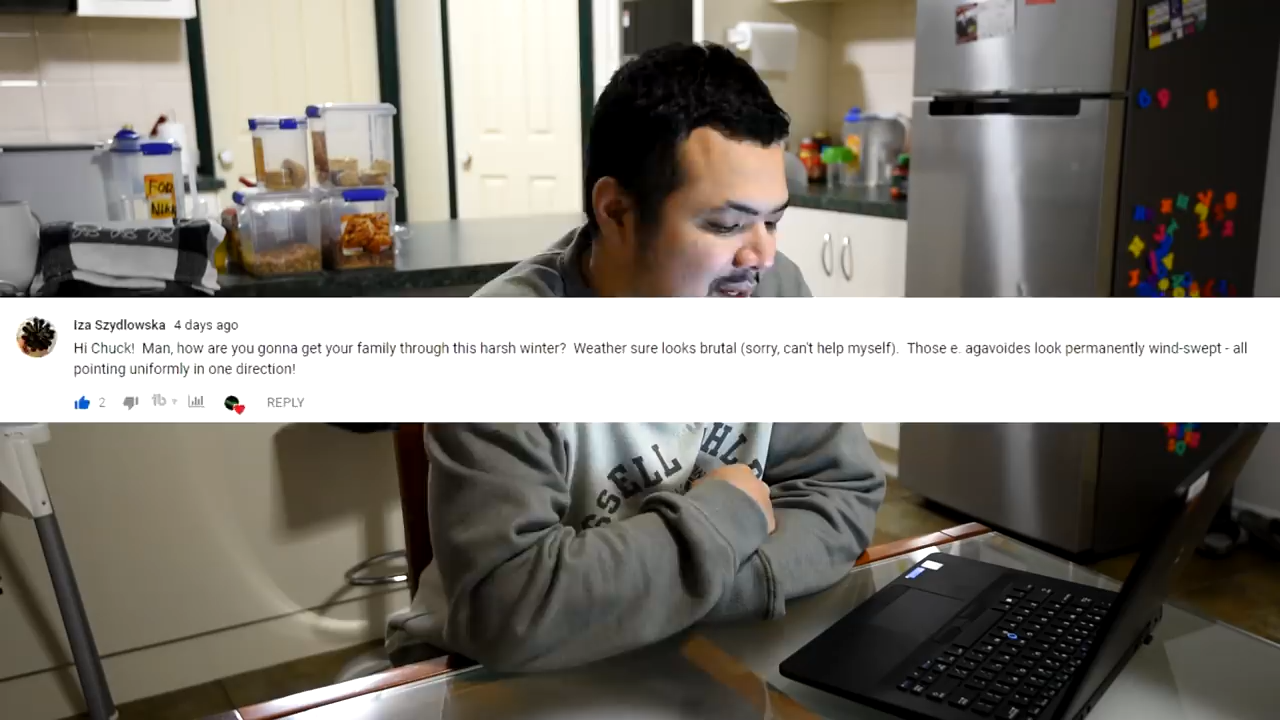 FOR
Iza Szydlowska 4 days ago
Hi Chuck! Man, how are you gonna get your family through this harsh winter? Weather sure looks brutal (sorry, can't help myself). Those e. agavoides look permanently wind-swept - all
pointing uniformly in one direction!
2
REPLY